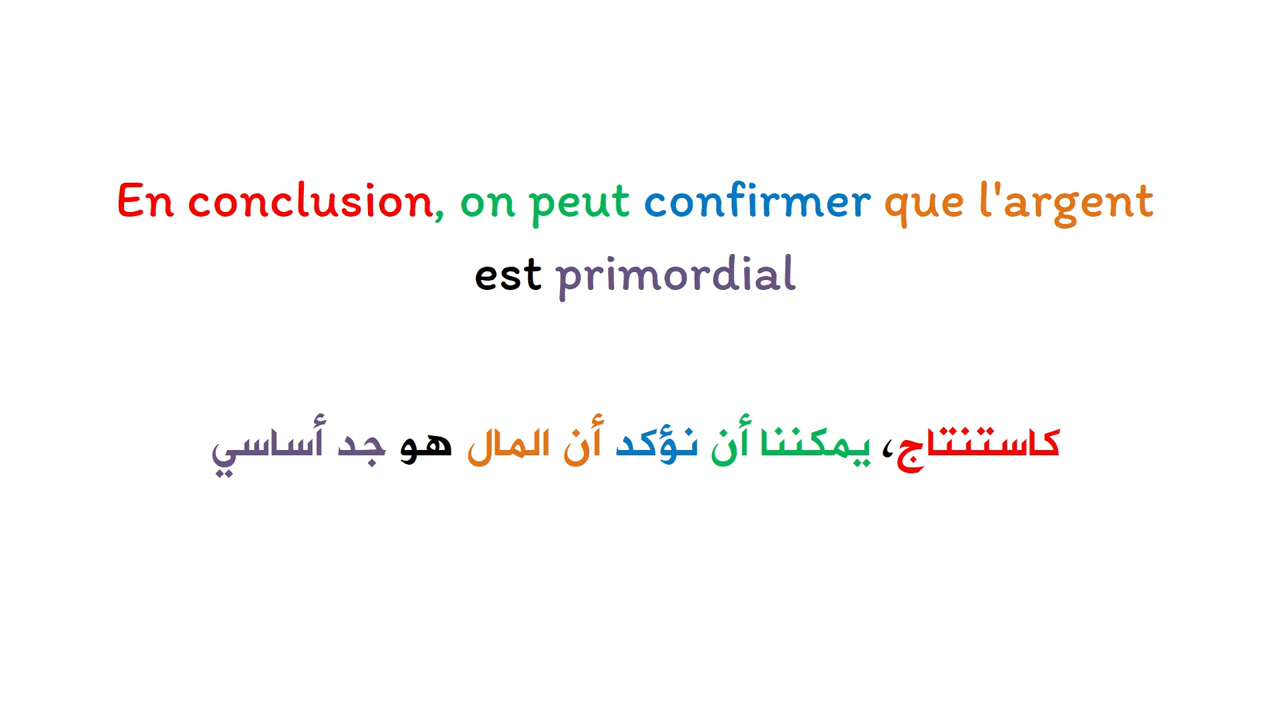 En conclusion, on peut confirmer que l'argent
est primordial
كاستنتاج، يمكننا أن نؤكد أن المال هو جد أساسي